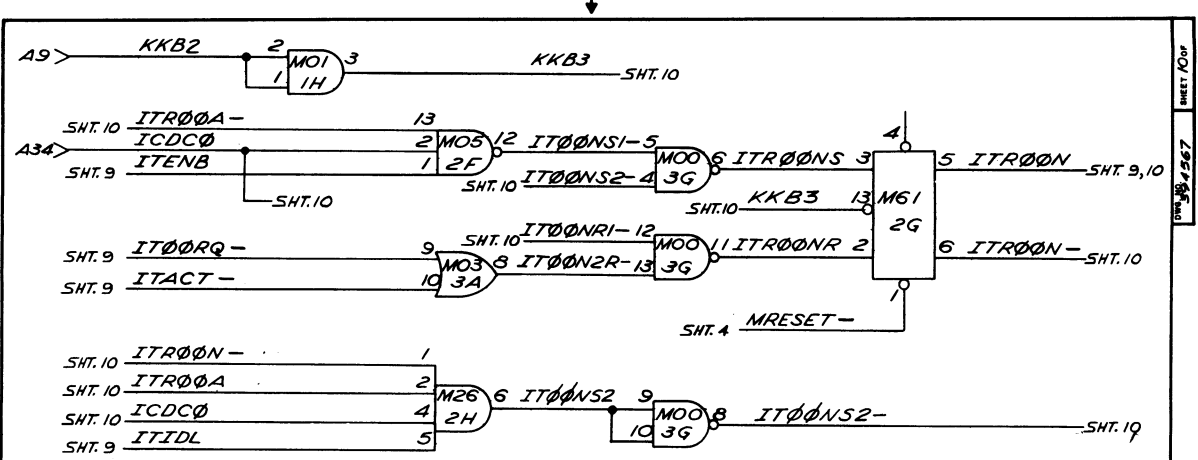 A9 KKB2 2 1 M01 1H 3 KKB3 SHT. 10
SHT. 10 ITRØØA- 13
A34 ICDCØ 2
SHT. 9 ITENB 1
M05 2F 12 ITØØNS1- 5
SHT. 10
SHT.10 ITØØNS2- 4
M00 3G 6 ITRØØNS 3
4
SHT.10 KKB3 13
M61 2G
5 ITRØØN SHT. 9,10
SHT.10 ITØØNR1- 12
SHT. 9 ITØØRQ- 9
SHT. 9 ITACT- 10
M03 3A 8 ITØØN2R- 13
M00 3G 11 ITRØØNR 2
6 ITRØØN- SHT. 10
1
SHT. 4 MRESET-
SHT. 10 ITRØØN- 1
SHT. 10 ITRØØA 2
SHT. 10 ICDCØ 4
SHT. 9 ITIDL 5
M26 2H 6 ITØØNS2 9
10
M00 3G 8 ITØØNS2- SHT. 10
SHEET 10 OF